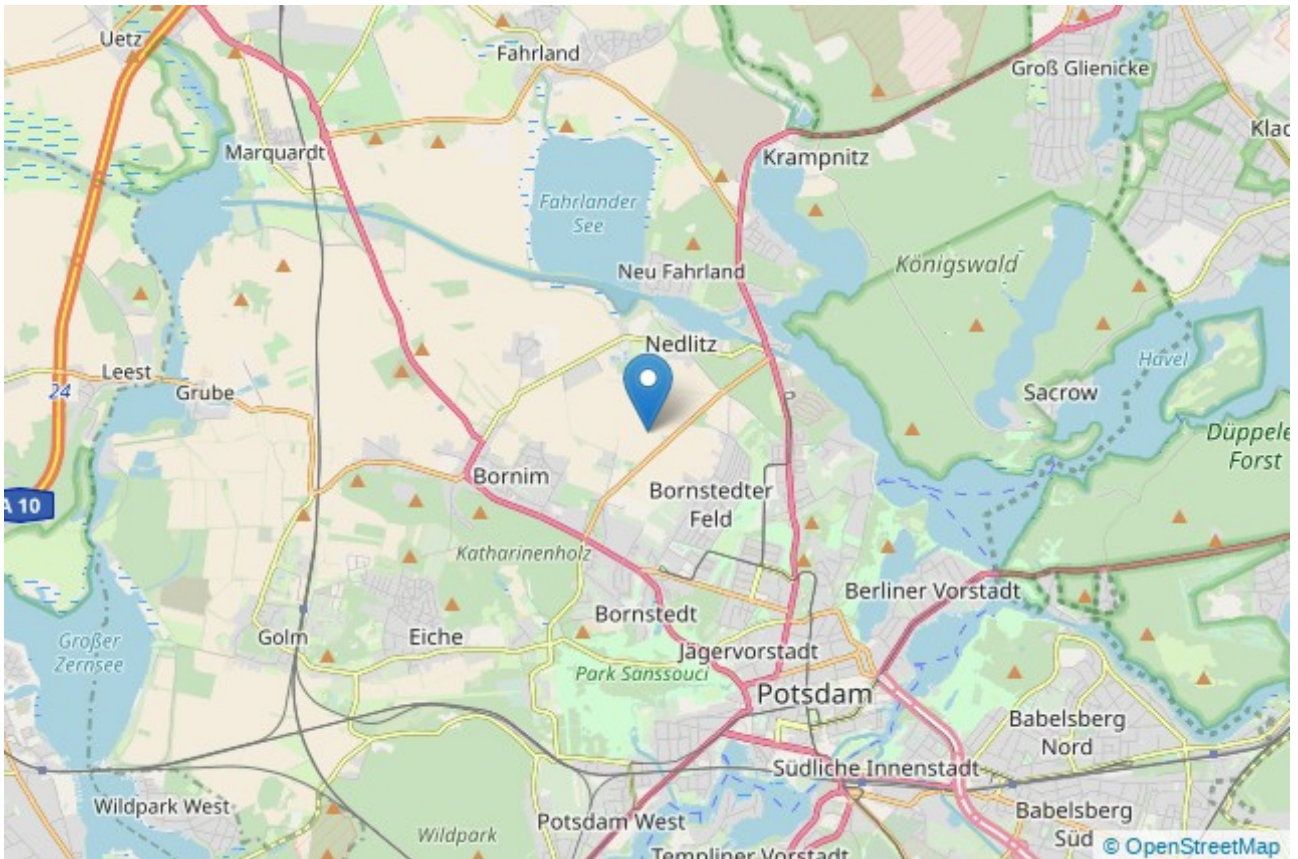 Uetz
Fahrland
Groß Glienicke
Klad
Marquardt
Krampnitz
Fahrlander
See
Neu Fahrland
Königswald
Nedlitz
Havel
Leest
24
Grube
Sacrow
Düppele
Forst
Bornim
Bornstedter
Feld
A 10
Katharinenholz
Berliner Vorstadt
Bornstedt
Golm
Eiche
Großer
Zernsee
Jägervorstadt
Park Sanssouci
Potsdam
Babelsberg
Nord
Südliche Innenstadt
Wildpark West
Potsdam West
Wildpark
Babelsberg
Süd
Templiner Vorstadt
© OpenStreetMap